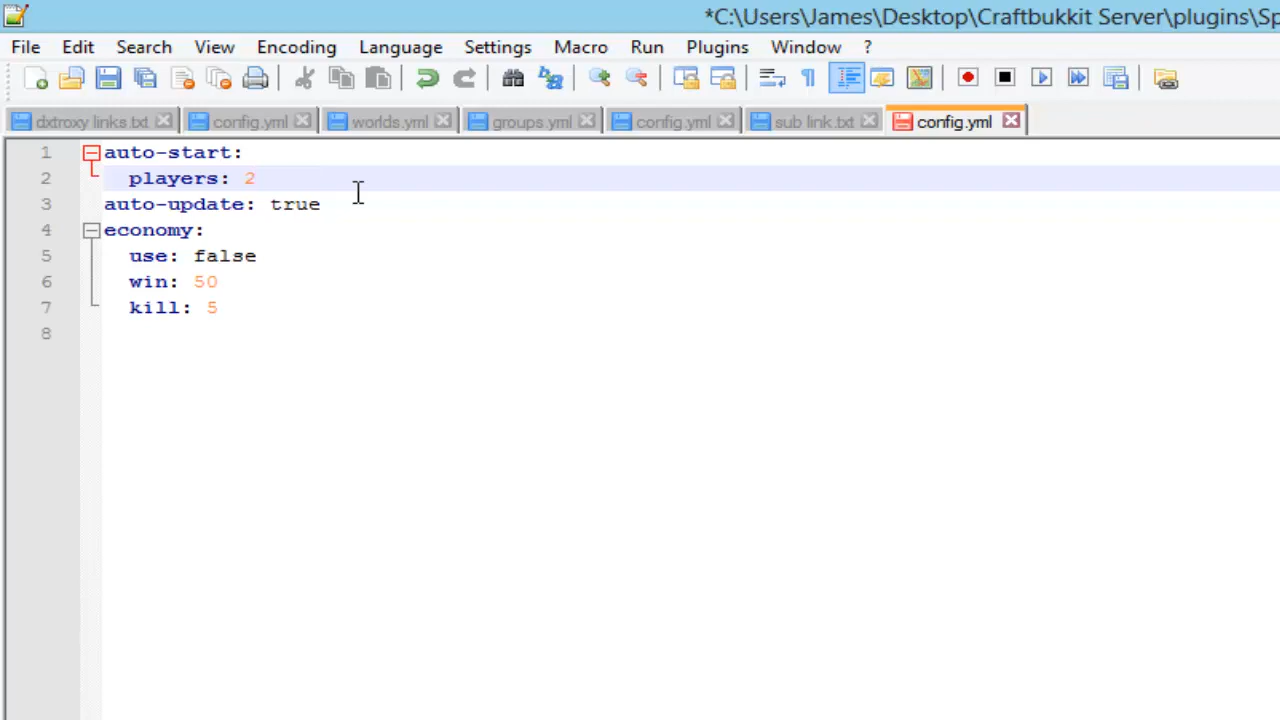 *C:\Users\James\Desktop\Craftbukkit Server\plugins\Sp
File Edit Search View Encoding Language Settings Macro Run Plugins Window ?
dxtroxy links.txt config.yml worlds.yml groups.yml config.yml sub link.txt config.yml
1 auto-start:
2 players: 2
3 auto-update: true
4 economy:
5 use: false
6 win: 50
7 kill: 5
8